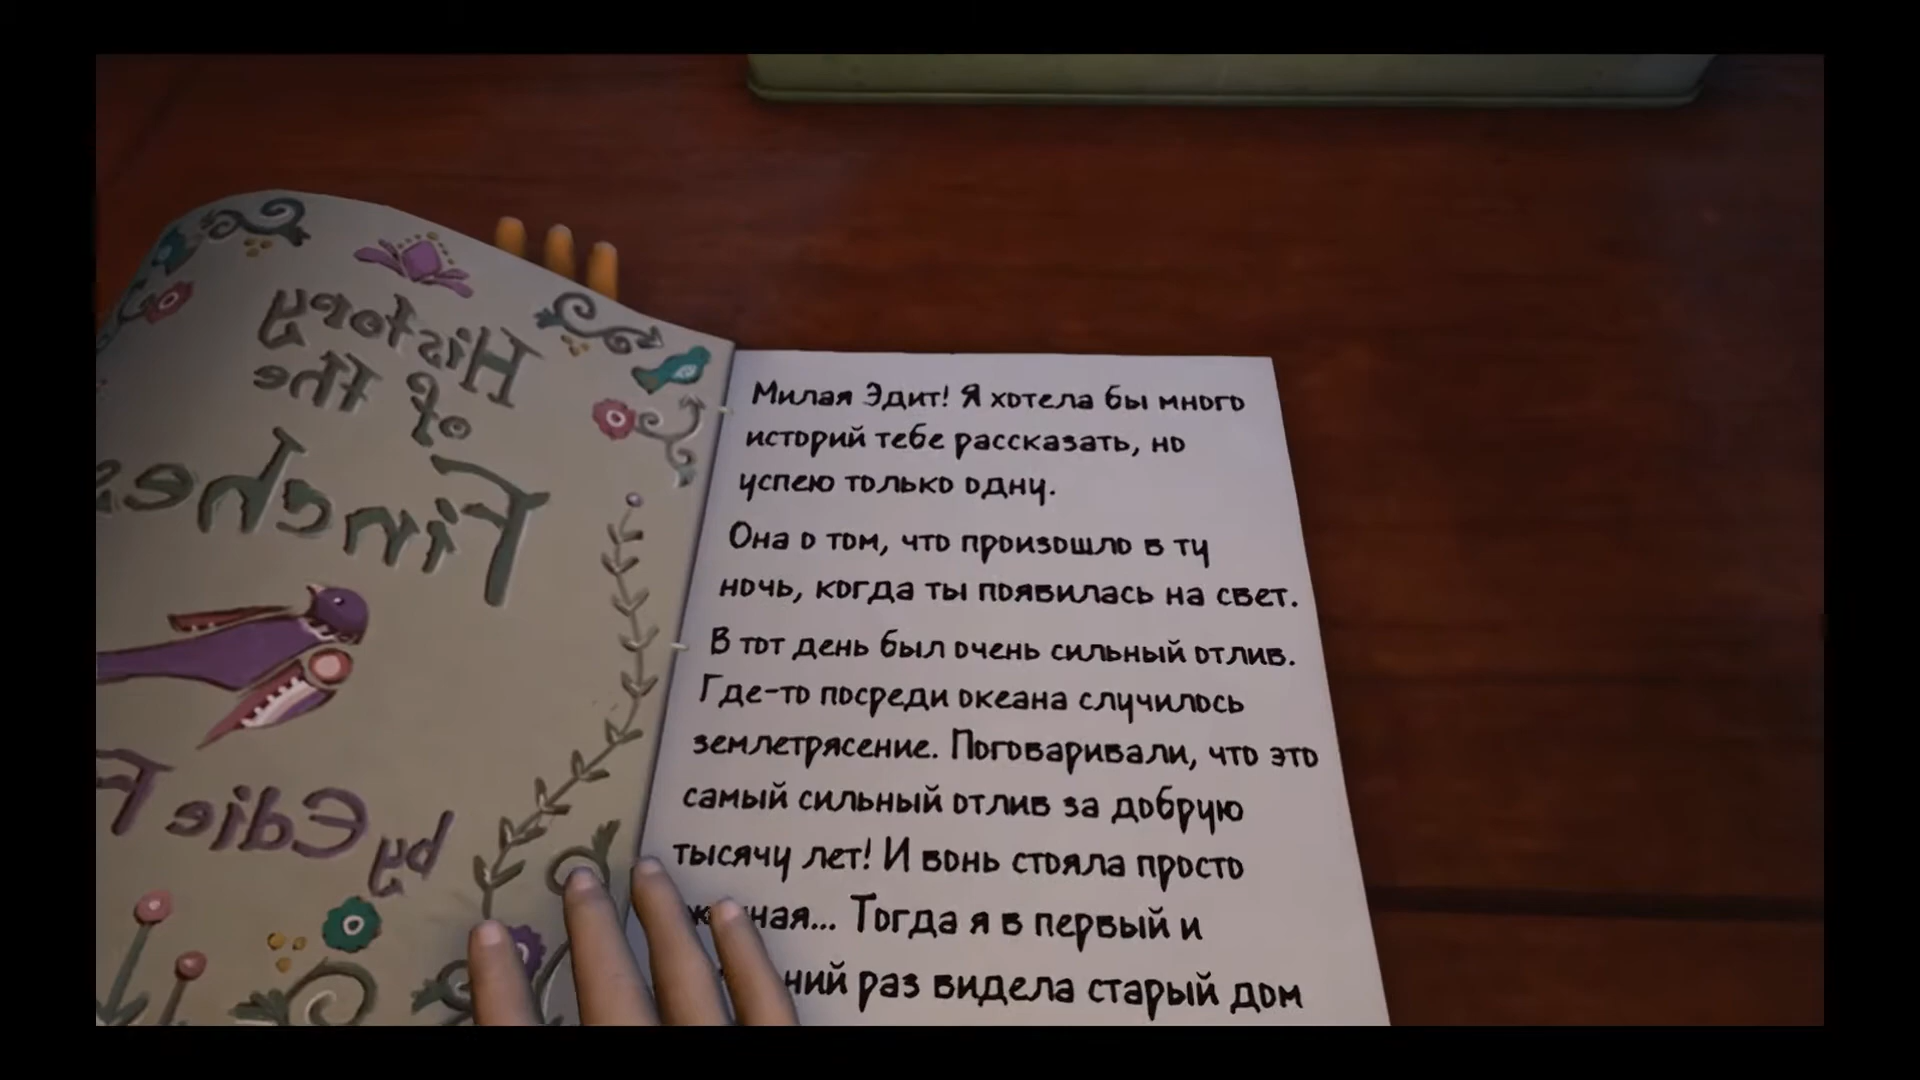 History
of the
Finches
by Edie F
Милая Эдит! Я хотела бы много
историй тебе рассказать, но
успею только одну.
Она о том, что произошло в ту
ночь, когда ты появилась на свет.
В тот день был очень сильный отлив.
Где-то посреди океана случилось
землетрясение. Поговаривали, что это
самый сильный отлив за добрую
тысячу лет! И вонь стояла просто
Тогда я в первый и
раз видела старый дом